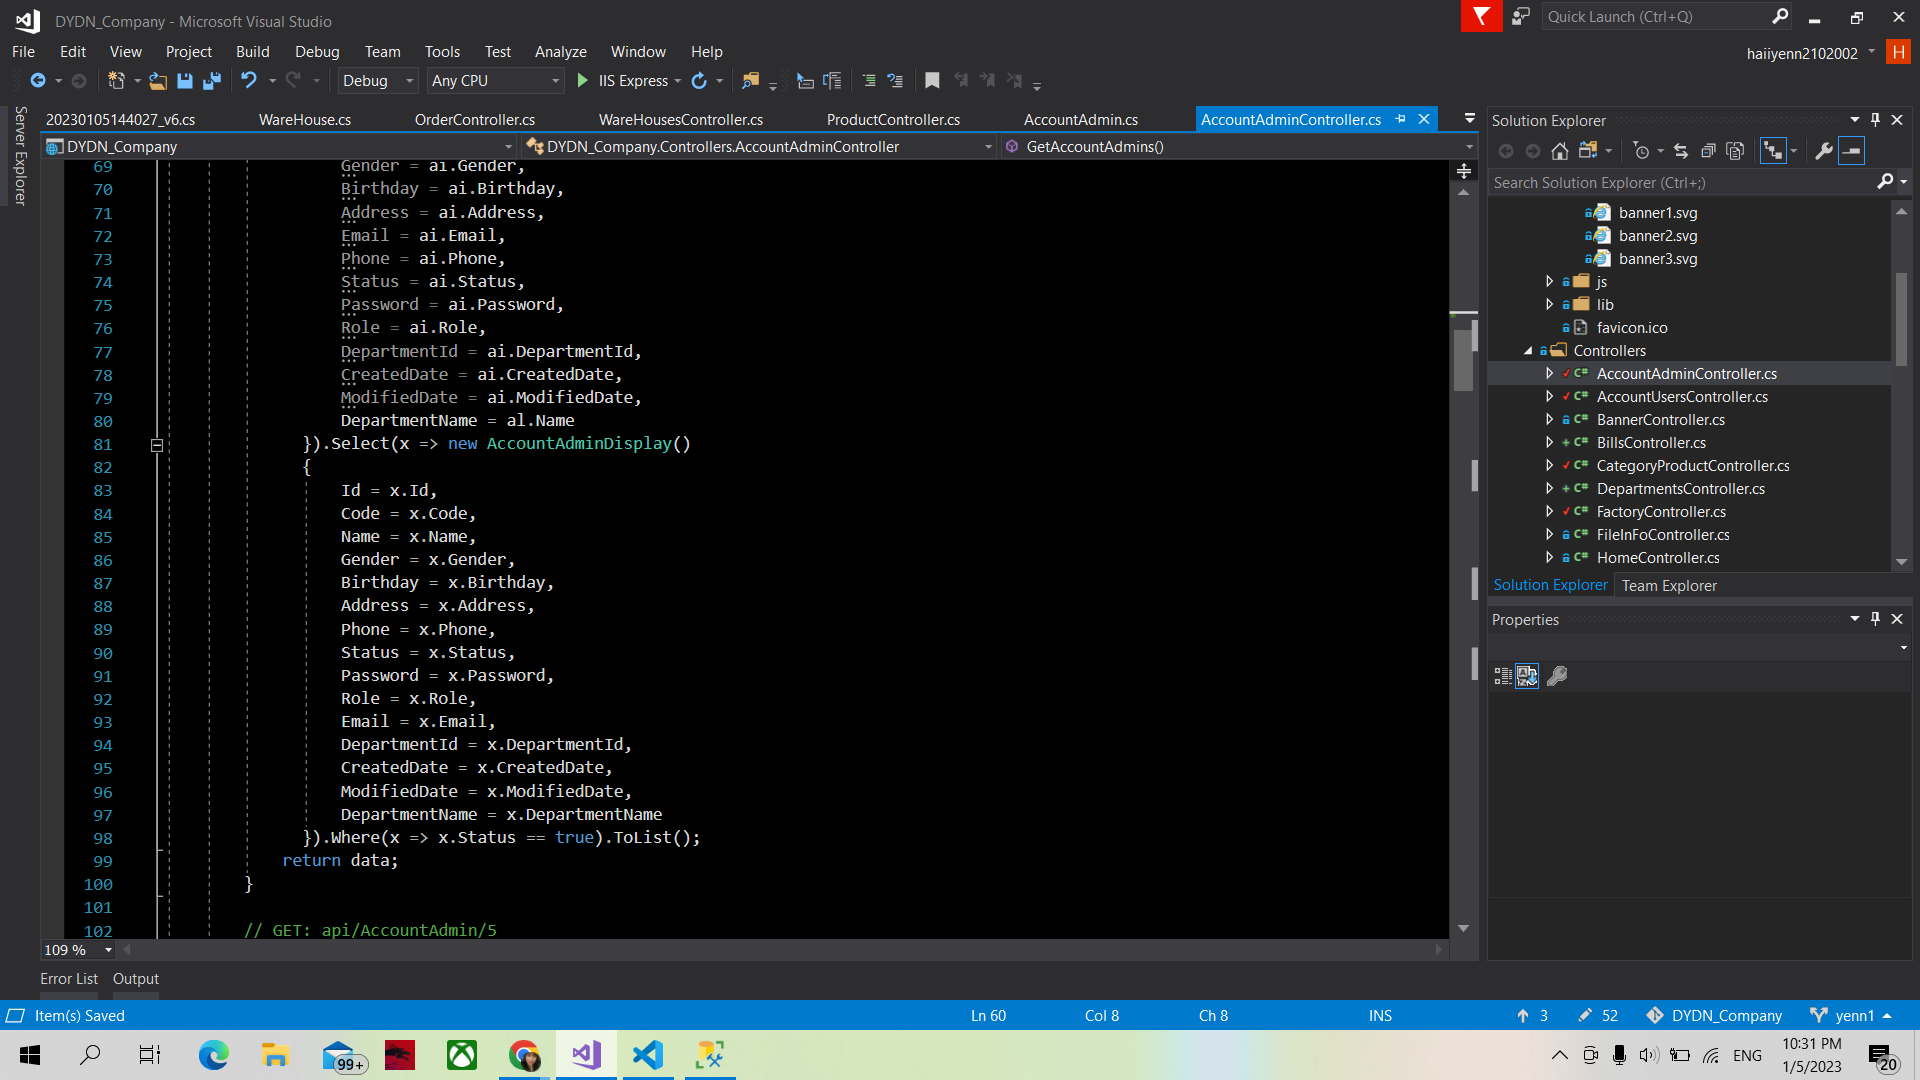 DYDN_Company - Microsoft Visual Studio
Quick Launch (Ctrl+Q)
File Edit View Project Build Debug Team Tools Test Analyze Window Help
haiiyenn2102002
H
Debug Any CPU IIS Express
Server Explorer
20230105144027_v6.cs WareHouse.cs OrderController.cs WareHousesController.cs ProductController.cs AccountAdmin.cs AccountAdminController.cs
DYDN_Company DYDN_Company.Controllers.AccountAdminController GetAccountAdmins()
69 Gender = ai.Gender,
70 Birthday = ai.Birthday,
71 Address = ai.Address,
72 Email = ai.Email,
73 Phone = ai.Phone,
74 Status = ai.Status,
75 Password = ai.Password,
76 Role = ai.Role,
77 DepartmentId = ai.DepartmentId,
78 CreatedDate = ai.CreatedDate,
79 ModifiedDate = ai.ModifiedDate,
80 DepartmentName = al.Name
81 }).Select(x => new AccountAdminDisplay()
82 {
83 Id = x.Id,
84 Code = x.Code,
85 Name = x.Name,
86 Gender = x.Gender,
87 Birthday = x.Birthday,
88 Address = x.Address,
89 Phone = x.Phone,
90 Status = x.Status,
91 Password = x.Password,
92 Role = x.Role,
93 Email = x.Email,
94 DepartmentId = x.DepartmentId,
95 CreatedDate = x.CreatedDate,
96 ModifiedDate = x.ModifiedDate,
97 DepartmentName = x.DepartmentName
98 }).Where(x => x.Status == true).ToList();
99 return data;
100 }
101
102 // GET: api/AccountAdmin/5
109 %
Solution Explorer
Search Solution Explorer (Ctrl+;)
banner1.svg
banner2.svg
banner3.svg
js
lib
favicon.ico
Controllers
C# AccountAdminController.cs
C# AccountUsersController.cs
C# BannerController.cs
C# BillsController.cs
C# CategoryProductController.cs
C# DepartmentsController.cs
C# FactoryController.cs
C# FileInFoController.cs
C# HomeController.cs
Solution Explorer Team Explorer
Properties
Error List Output
Item(s) Saved Ln 60 Col 8 Ch 8 INS 3 52 DYDN_Company yenn1
99+
ENG
10:31 PM
1/5/2023
20